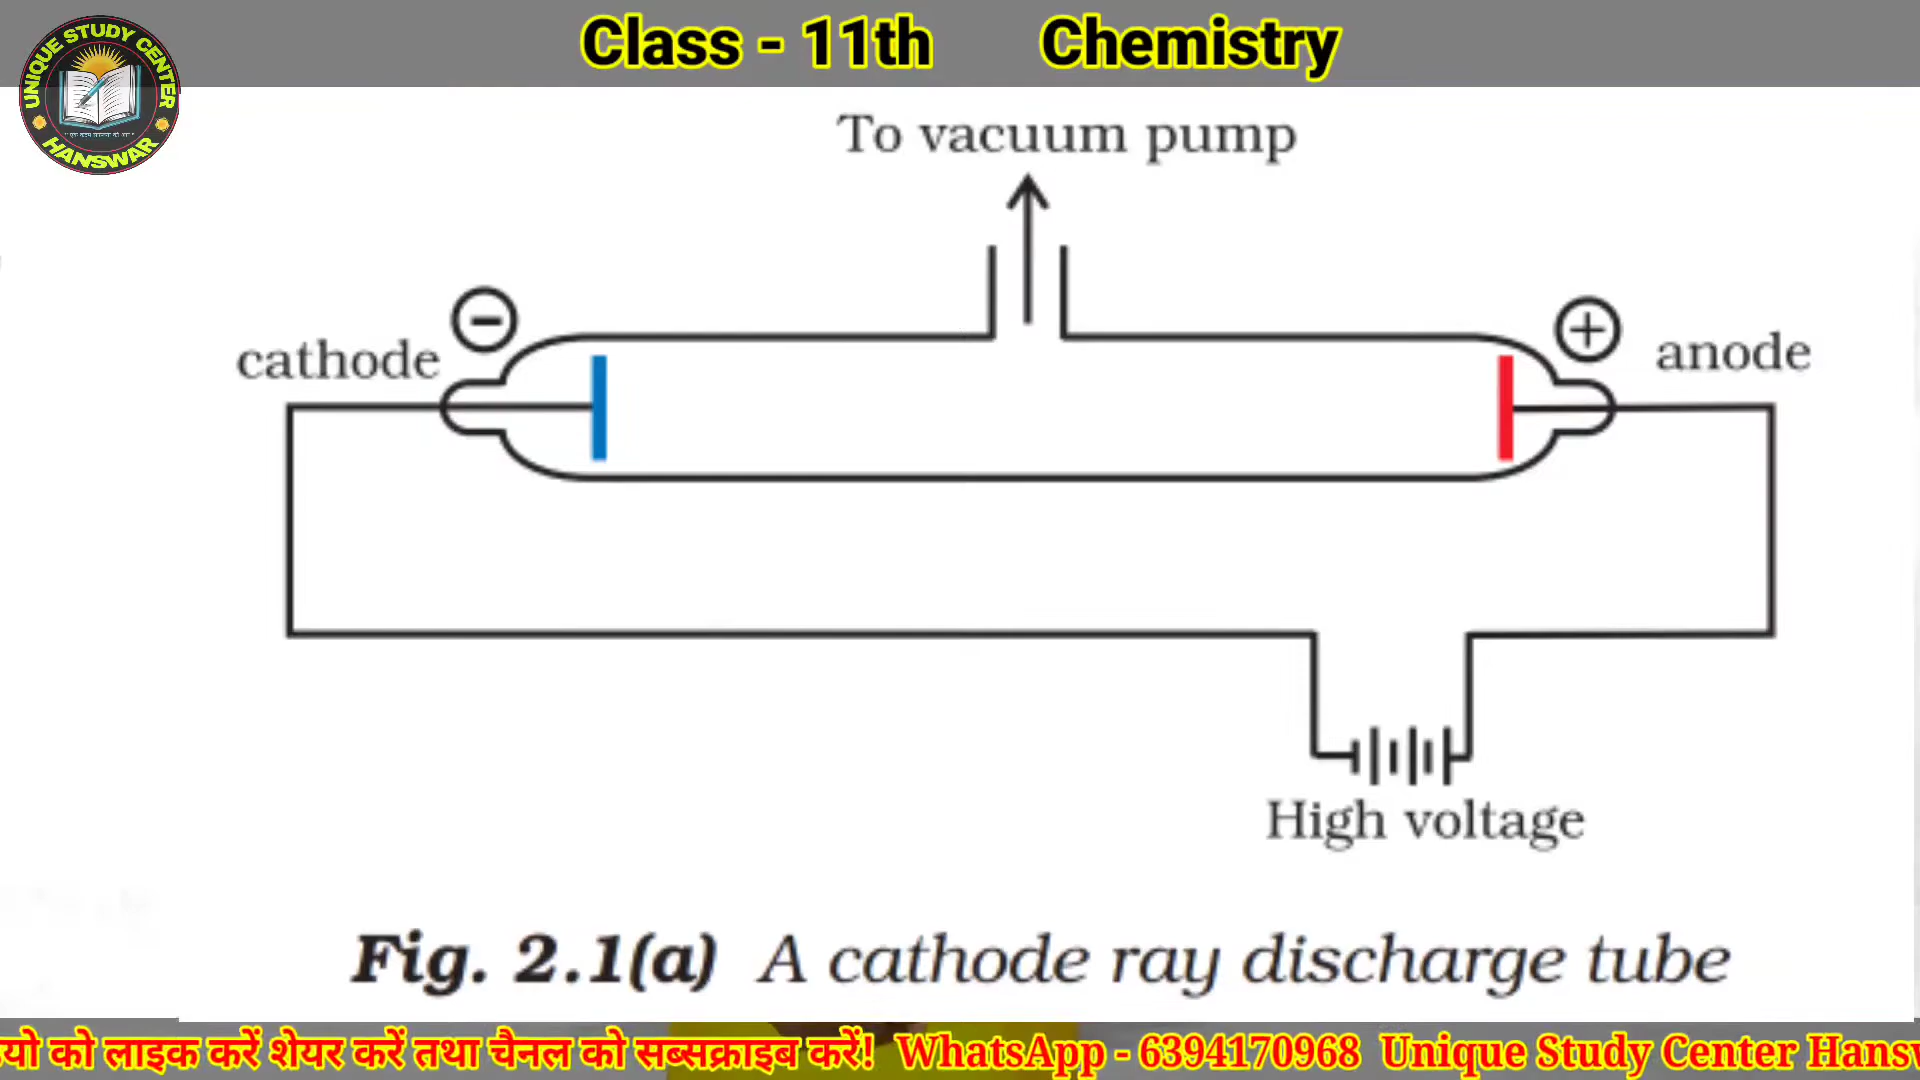 Class - 11th Chemistry
UNIQUE STUDY CENTER
HANSWAR
To vacuum pump
cathode
anode
High voltage
Fig. 2.1(a) A cathode ray discharge tube
को लाइक करें शेयर करें तथा चैनल को सब्सक्राइब करें! WhatsApp - 6394170968 Unique Study Center